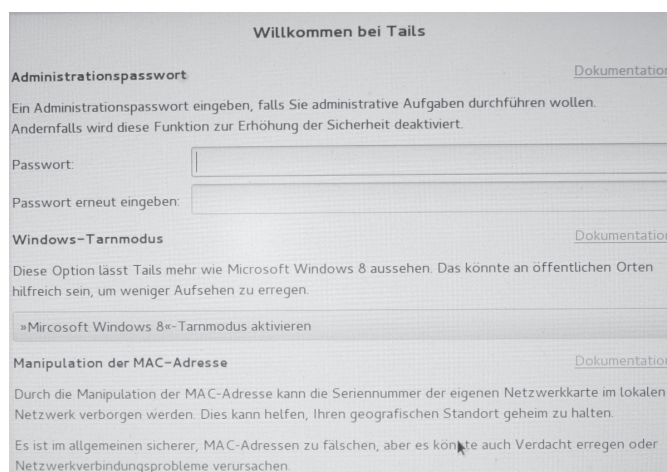 Willkommen bei Tails
Administrationspasswort Dokumentation
Ein Administrationspasswort eingeben, falls Sie administrative Aufgaben durchführen wollen.
Andernfalls wird diese Funktion zur Erhöhung der Sicherheit deaktiviert.
Passwort:
Passwort erneut eingeben:
Windows-Tarnmodus Dokumentation
Diese Option lässt Tails mehr wie Microsoft Windows 8 aussehen. Das könnte an öffentlichen Orten
hilfreich sein, um weniger Aufsehen zu erregen.
»Mircosoft Windows 8«-Tarnmodus aktivieren
Manipulation der MAC-Adresse Dokumentation
Durch die Manipulation der MAC-Adresse kann die Seriennummer der eigenen Netzwerkkarte im lokalen
Netzwerk verborgen werden. Dies kann helfen, Ihren geografischen Standort geheim zu halten.
Es ist im allgemeinen sicherer, MAC-Adressen zu fälschen, aber es könnte auch Verdacht erregen oder
Netzwerkverbindungsprobleme verursachen.